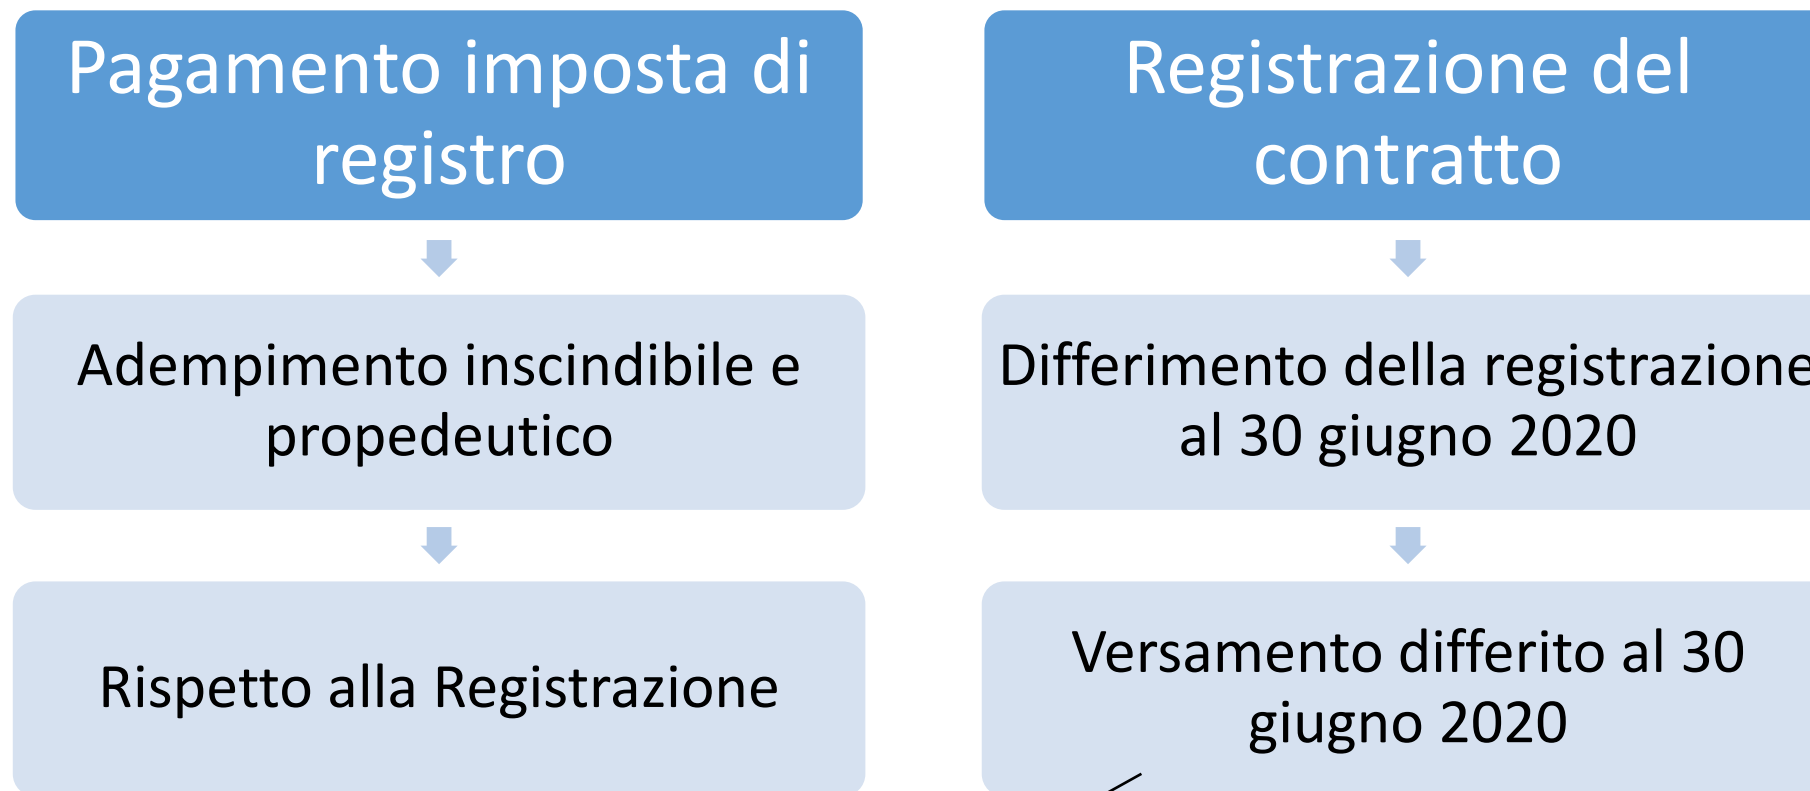 Pagamento imposta di
registro
Adempimento inscindibile e
propedeutico
Rispetto alla Registrazione
Registrazione del
contratto
Differimento della registrazione
al 30 giugno 2020
Versamento differito al 30
giugno 2020